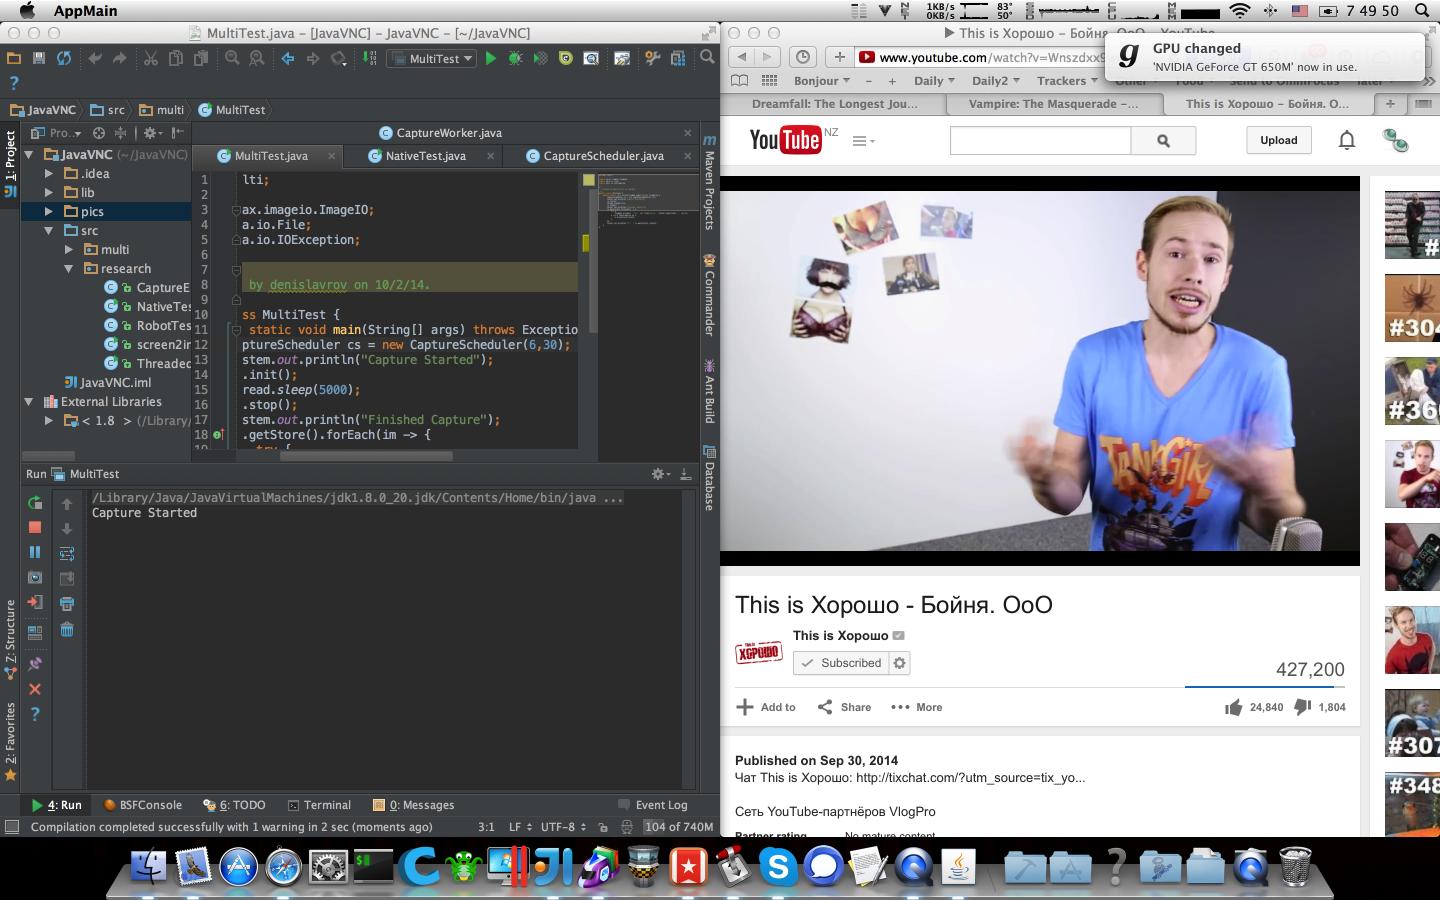 AppMain
1KB/s
0KB/s
83°
50°
7 49 50
MultiTest.java – [JavaVNC] – JavaVNC – [~/JavaVNC]
MultiTest
JavaVNC
src
multi
MultiTest
1: Project
Pro..
CaptureWorker.java
MultiTest.java
NativeTest.java
CaptureScheduler.java
JavaVNC (~/JavaVNC)
.idea
lib
pics
src
multi
research
CaptureE
NativeTe
RobotTes
screen2ir
Threaded
JavaVNC.iml
External Libraries
< 1.8 > (/Library/
1 lti;
2
3 ax.imageio.ImageIO;
4 a.io.File;
5 a.io.IOException;
6
7
8 by denislavrov on 10/2/14.
9
10 ss MultiTest {
11 static void main(String[] args) throws Exceptio
12 ptureScheduler cs = new CaptureScheduler(6,30);
13 stem.out.println("Capture Started");
14 .init();
15 read.sleep(5000);
16 .stop();
17 stem.out.println("Finished Capture");
18 .getStore().forEach(im -> {
19 try {
Maven Projects
Commander
Ant Build
Database
Run MultiTest
/Library/Java/JavaVirtualMachines/jdk1.8.0_20.jdk/Contents/Home/bin/java ...
Capture Started
Z: Structure
2: Favorites
4: Run
BSFConsole
6: TODO
Terminal
0: Messages
Event Log
Compilation completed successfully with 1 warning in 2 sec (moments ago)
3:1
LF
UTF-8
104 of 740M
This is Хорошо - Бойня. ОоО — YouTube
www.youtube.com/watch?v=Wnszdxx9
GPU changed
'NVIDIA GeForce GT 650M' now in use.
Bonjour
Daily
Daily2
Trackers
Other
Food
Send to OmniFocus
Later
Dreamfall: The Longest Jou...
Vampire: The Masquerade –...
This is Хорошо - Бойня. О...
YouTube NZ
Upload
TANKGIRL
#304
#36
#307
#348
This is Хорошо - Бойня. ОоО
This is ХОРОШО
This is Хорошо
Subscribed
427,200
Add to
Share
More
24,840
1,804
Published on Sep 30, 2014
Чат This is Хорошо: http://tixchat.com/?utm_source=tix_yo...
Сеть YouTube-партнёров VlogPro
Partner rating
No mature content